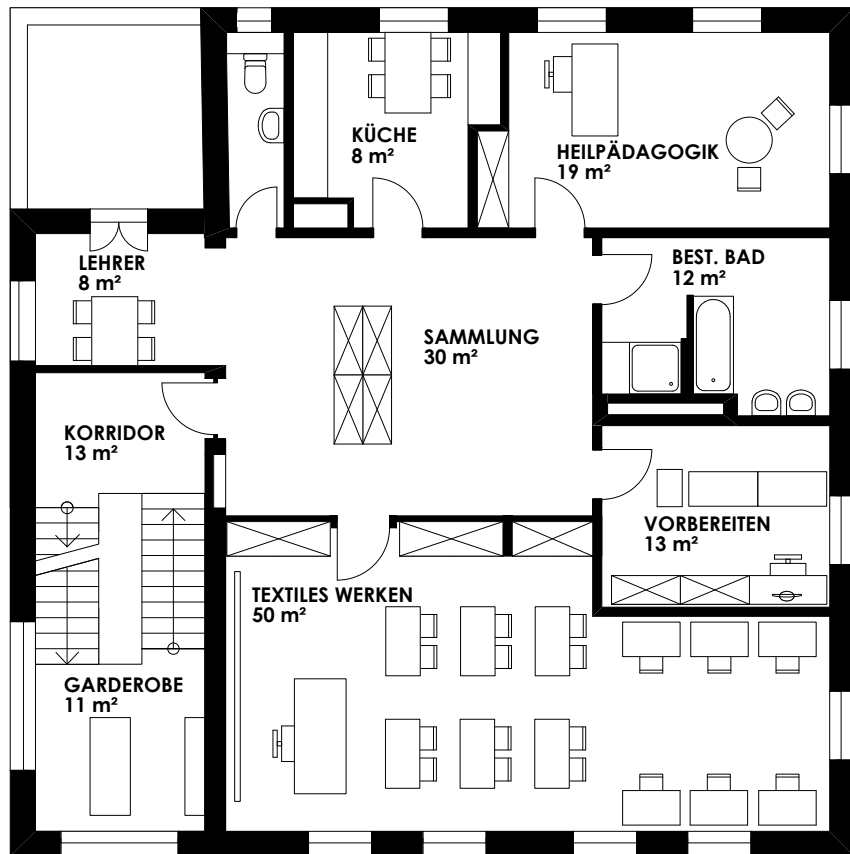 KÜCHE
8 m²
HEILPÄDAGOGIK
19 m²
LEHRER
8 m²
BEST. BAD
12 m²
SAMMLUNG
30 m²
KORRIDOR
13 m²
VORBEREITEN
13 m²
TEXTILES WERKEN
50 m²
GARDEROBE
11 m²